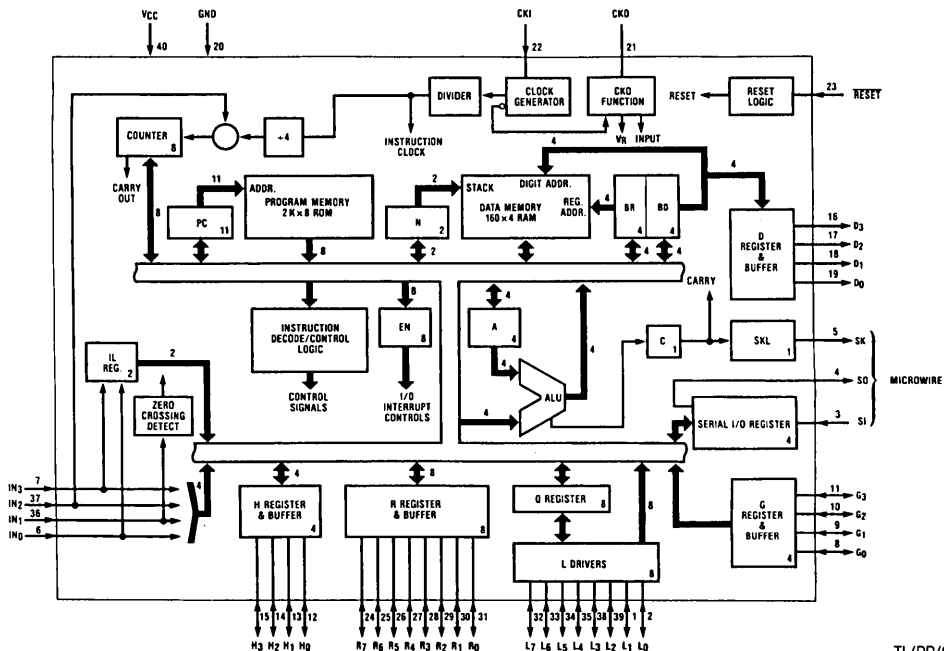 VCC GND CKI CKO
40 20 22 21
DIVIDER CLOCK GENERATOR CKO FUNCTION RESET RESET LOGIC 23 RESET
COUNTER 8 ÷4 INSTRUCTION CLOCK VR INPUT
CARRY OUT
8
11 ADDR. PROGRAM MEMORY 2K×8 ROM
PC 11
8
2 STACK DIGIT ADDR. 4 4
N 2
2
DATA MEMORY 160×4 RAM REG. ADDR. 4 BR 4 BD 4
4 4
D REGISTER & BUFFER
16 D3
17 D2
18 D1
19 D0
INSTRUCTION DECODE/CONTROL LOGIC
CONTROL SIGNALS
8
EN 8
I/O INTERRUPT CONTROLS
4
A 4
4
4
ALU
4
CARRY
C 1
SKL 1
5 SK
4 SO
3 SI
MICROWIRE
SERIAL I/O REGISTER 4
IL REG. 2
2
ZERO CROSSING DETECT
IN3 7
IN2 37
IN1 36
IN0 6
4
4
H REGISTER & BUFFER 4
8
R REGISTER & BUFFER 8
Q REGISTER 8
8
L DRIVERS 8
G REGISTER & BUFFER 4
11 G3
10 G2
9 G1
8 G0
15 14 13 12
24 25 26 27 28 29 30 31
32 33 34 35 38 39 1 2
H3 H2 H1 H0
R7 R6 R5 R4 R3 R2 R1 R0
L7 L6 L5 L4 L3 L2 L1 L0